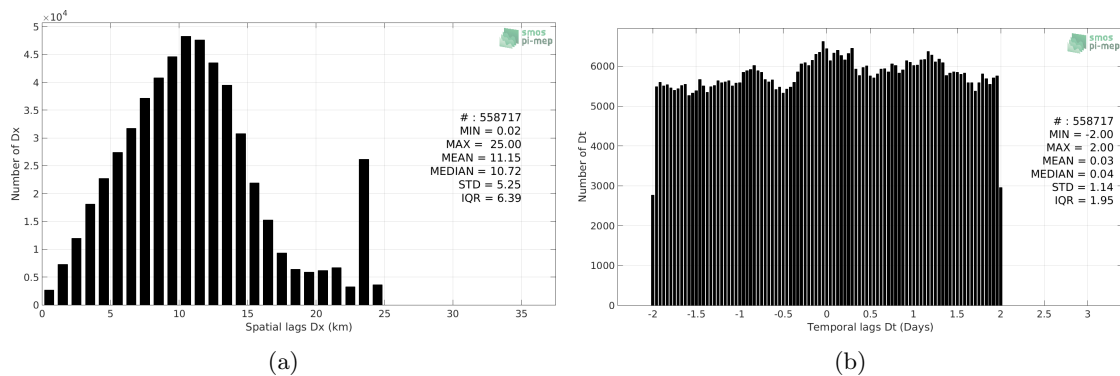 ×10⁴
5
4.5
4
3.5
3
2.5
2
1.5
1
0.5
0
Number of Dx
0 5 10 15 20 25 30 35
Spatial lags Dx (km)
smos
pi-mep
# : 558717
MIN = 0.02
MAX = 25.00
MEAN = 11.15
MEDIAN = 10.72
STD = 5.25
IQR = 6.39
(a)
6000
5000
4000
3000
2000
1000
0
Number of Dt
-2 -1.5 -1 -0.5 0 0.5 1 1.5 2 2.5 3
Temporal lags Dt (Days)
smos
pi-mep
# : 558717
MIN = -2.00
MAX = 2.00
MEAN = 0.03
MEDIAN = 0.04
STD = 1.14
IQR = 1.95
(b)